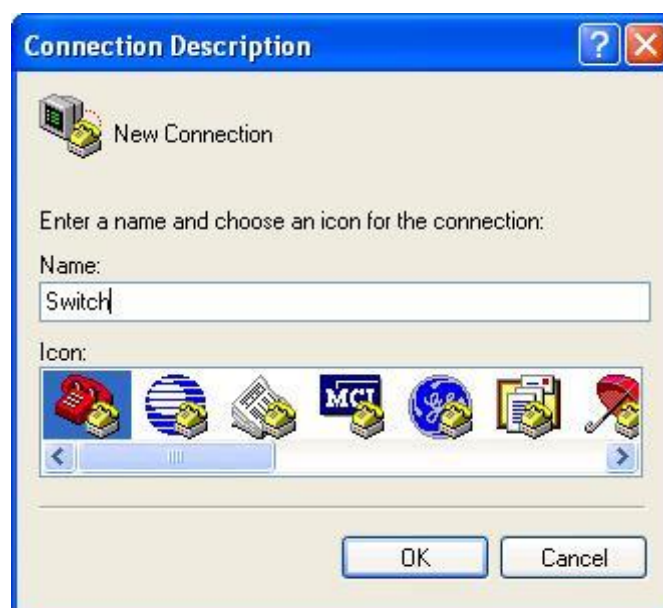 Connection Description
New Connection
Enter a name and choose an icon for the connection:
Name:
Switch
Icon:
MCI
OK Cancel